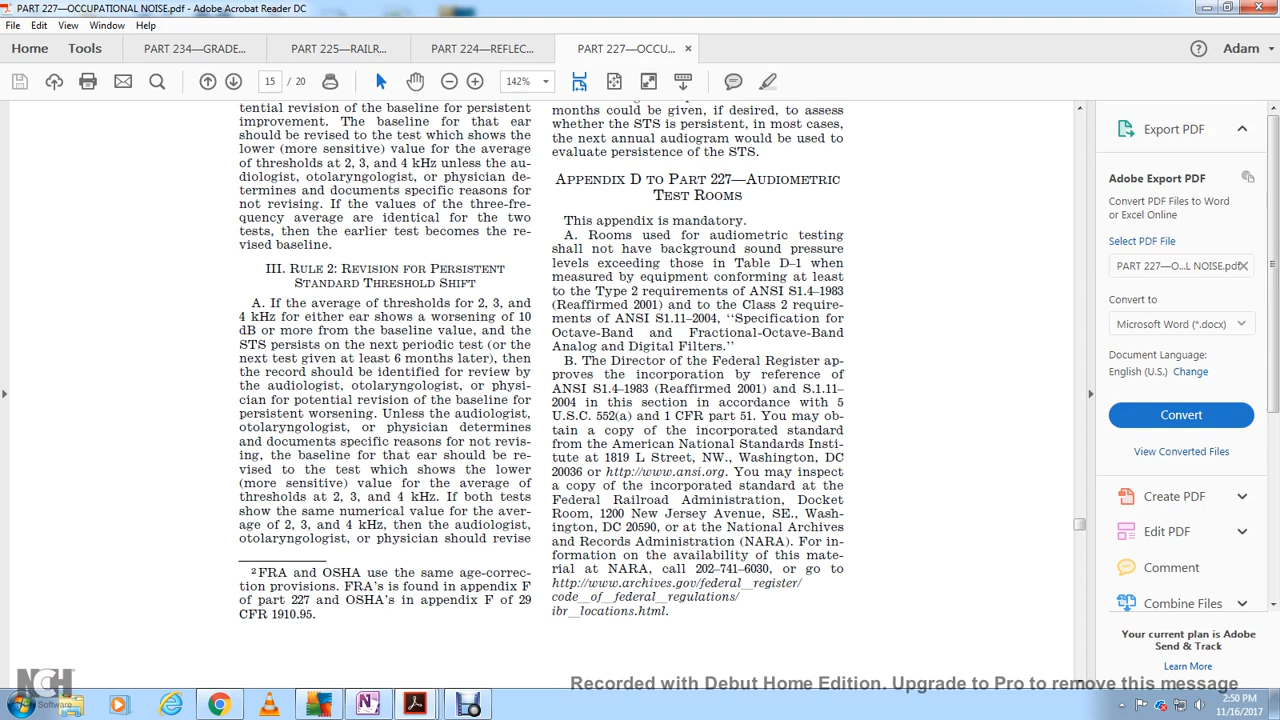 PART 227—OCCUPATIONAL NOISE.pdf - Adobe Acrobat Reader DC
File Edit View Window Help
Home Tools PART 234—GRADE... PART 225—RAILR... PART 224—REFLEC... PART 227—OCCU... ×
Adam
15 / 20 142%
tential revision of the baseline for persistent
improvement. The baseline for that ear
should be revised to the test which shows the
lower (more sensitive) value for the average
of thresholds at 2, 3, and 4 kHz unless the au-
diologist, otolaryngologist, or physician de-
termines and documents specific reasons for
not revising. If the values of the three-fre-
quency average are identical for the two
tests, then the earlier test becomes the re-
vised baseline.
III. RULE 2: REVISION FOR PERSISTENT
STANDARD THRESHOLD SHIFT
A. If the average of thresholds for 2, 3, and
4 kHz for either ear shows a worsening of 10
dB or more from the baseline value, and the
STS persists on the next periodic test (or the
next test given at least 6 months later), then
the record should be identified for review by
the audiologist, otolaryngologist, or physi-
cian for potential revision of the baseline for
persistent worsening. Unless the audiologist,
otolaryngologist, or physician determines
and documents specific reasons for not revis-
ing, the baseline for that ear should be re-
vised to the test which shows the lower
(more sensitive) value for the average of
thresholds at 2, 3, and 4 kHz. If both tests
show the same numerical value for the aver-
age of 2, 3, and 4 kHz, then the audiologist,
otolaryngologist, or physician should revise
2 FRA and OSHA use the same age-correc-
tion provisions. FRA's is found in appendix F
of part 227 and OSHA's in appendix F of 29
CFR 1910.95.
months could be given, if desired, to assess
whether the STS is persistent, in most cases,
the next annual audiogram would be used to
evaluate persistence of the STS.
APPENDIX D TO PART 227—AUDIOMETRIC
TEST ROOMS
This appendix is mandatory.
A. Rooms used for audiometric testing
shall not have background sound pressure
levels exceeding those in Table D–1 when
measured by equipment conforming at least
to the Type 2 requirements of ANSI S1.4–1983
(Reaffirmed 2001) and to the Class 2 require-
ments of ANSI S1.11–2004, ‘‘Specification for
Octave-Band and Fractional-Octave-Band
Analog and Digital Filters.’’
B. The Director of the Federal Register ap-
proves the incorporation by reference of
ANSI S1.4–1983 (Reaffirmed 2001) and S.1.11–
2004 in this section in accordance with 5
U.S.C. 552(a) and 1 CFR part 51. You may ob-
tain a copy of the incorporated standard
from the American National Standards Insti-
tute at 1819 L Street, NW., Washington, DC
20036 or http://www.ansi.org. You may inspect
a copy of the incorporated standard at the
Federal Railroad Administration, Docket
Room, 1200 New Jersey Avenue, SE., Wash-
ington, DC 20590, or at the National Archives
and Records Administration (NARA). For in-
formation on the availability of this mate-
rial at NARA, call 202–741–6030, or go to
http://www.archives.gov/federal_register/
code_of_federal_regulations/
ibr_locations.html.
Export PDF
Adobe Export PDF
Convert PDF Files to Word
or Excel Online
Select PDF File
PART 227—O...L NOISE.pdf
Convert to
Microsoft Word (*.docx)
Document Language:
English (U.S.) Change
Convert
View Converted Files
Create PDF
Edit PDF
Comment
Combine Files
Your current plan is Adobe
Send & Track
Learn More
NCH
Software
Recorded with Debut Home Edition. Upgrade to Pro to remove this message
2:50 PM
11/16/2017